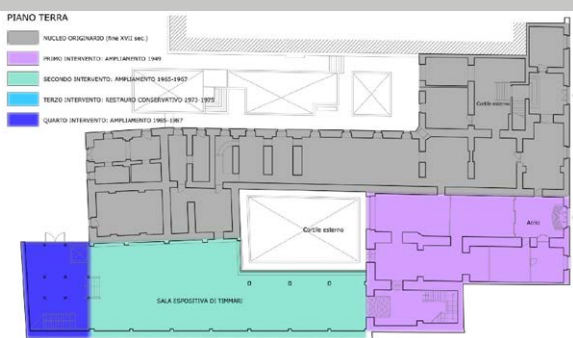 PIANO TERRA
NUCLEO ORIGINARIO (fine XVII sec.)
PRIMO INTERVENTO: AMPLIAMENTO 1949
SECONDO INTERVENTO: AMPLIAMENTO 1965-1967
TERZO INTERVENTO: RESTAURO CONSERVATIVO 1973-1975
QUARTO INTERVENTO: AMPLIAMENTO 1985-1987
Cortile esterno
Atrio
Cortile esterno
SALA ESPOSITIVA DI TIMMARI